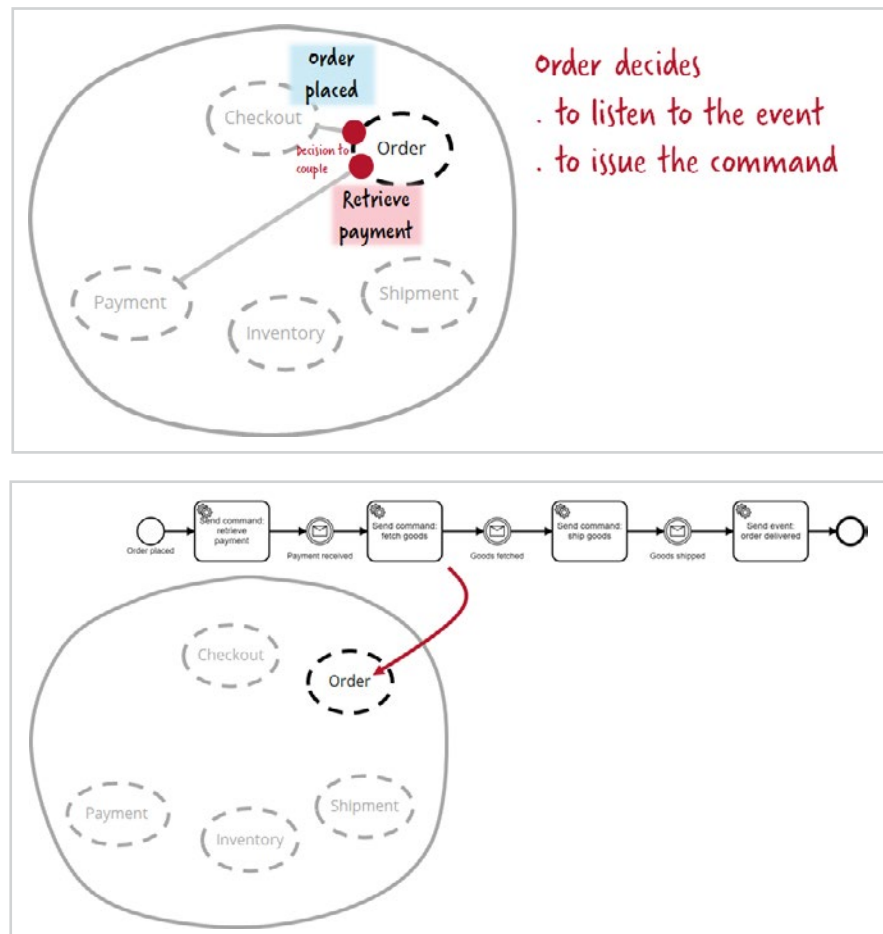 Order
placed
Checkout
Decision to
couple
Order
Retrieve
payment
Payment
Inventory
Shipment
Order decides
. to listen to the event
. to issue the command
Order placed
Send command:
retrieve
payment
Payment received
Send command:
fetch goods
Goods fetched
Send command:
ship goods
Goods shipped
Send event:
order delivered
Checkout
Order
Payment
Inventory
Shipment